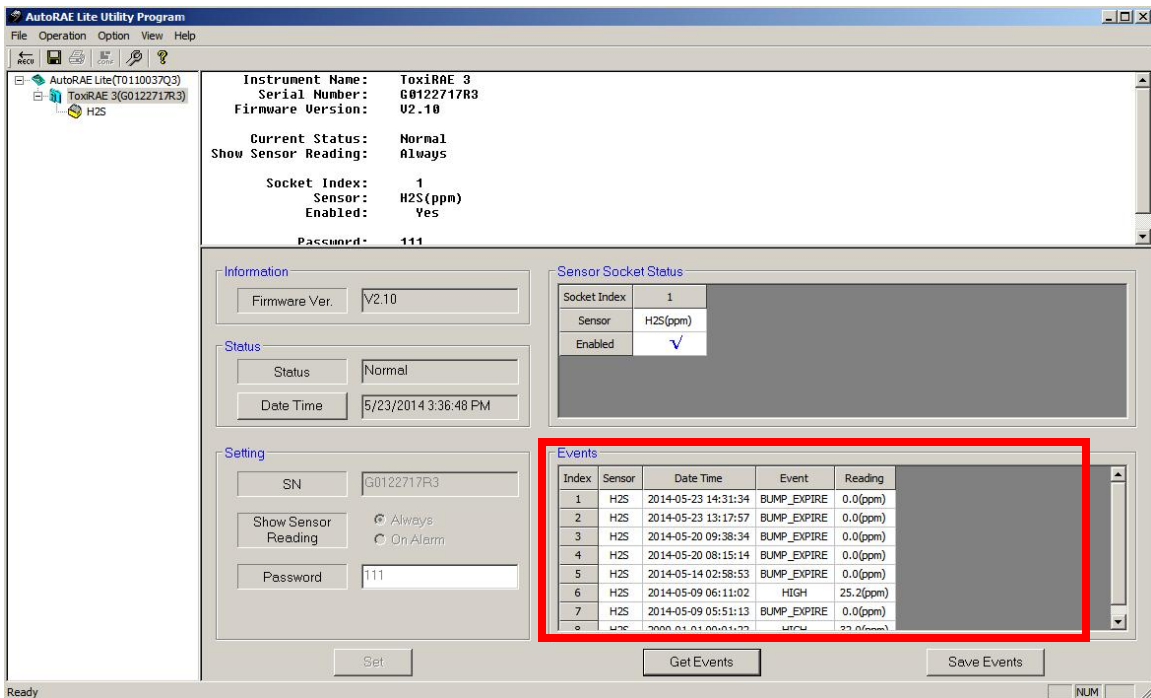 AutoRAE Lite Utility Program
File Operation Option View Help
RECV CONF
AutoRAE Lite(T0110037Q3)
ToxiRAE 3(G0122717R3)
H2S
Instrument Name: ToxiRAE 3
Serial Number: G0122717R3
Firmware Version: V2.10
Current Status: Normal
Show Sensor Reading: Always
Socket Index: 1
Sensor: H2S(ppm)
Enabled: Yes
Password: 111
Information
Firmware Ver. V2.10
Status
Status Normal
Date Time 5/23/2014 3:36:48 PM
Setting
SN G0122717R3
Show Sensor Reading
Always
On Alarm
Password 111
Sensor Socket Status
Socket Index 1
Sensor H2S(ppm)
Enabled √
Events
Index Sensor Date Time Event Reading
1 H2S 2014-05-23 14:31:34 BUMP_EXPIRE 0.0(ppm)
2 H2S 2014-05-23 13:17:57 BUMP_EXPIRE 0.0(ppm)
3 H2S 2014-05-20 09:38:34 BUMP_EXPIRE 0.0(ppm)
4 H2S 2014-05-20 08:15:14 BUMP_EXPIRE 0.0(ppm)
5 H2S 2014-05-14 02:58:53 BUMP_EXPIRE 0.0(ppm)
6 H2S 2014-05-09 06:11:02 HIGH 25.2(ppm)
7 H2S 2014-05-09 05:51:13 BUMP_EXPIRE 0.0(ppm)
8 H2S HIGH
Set Get Events Save Events
Ready NUM